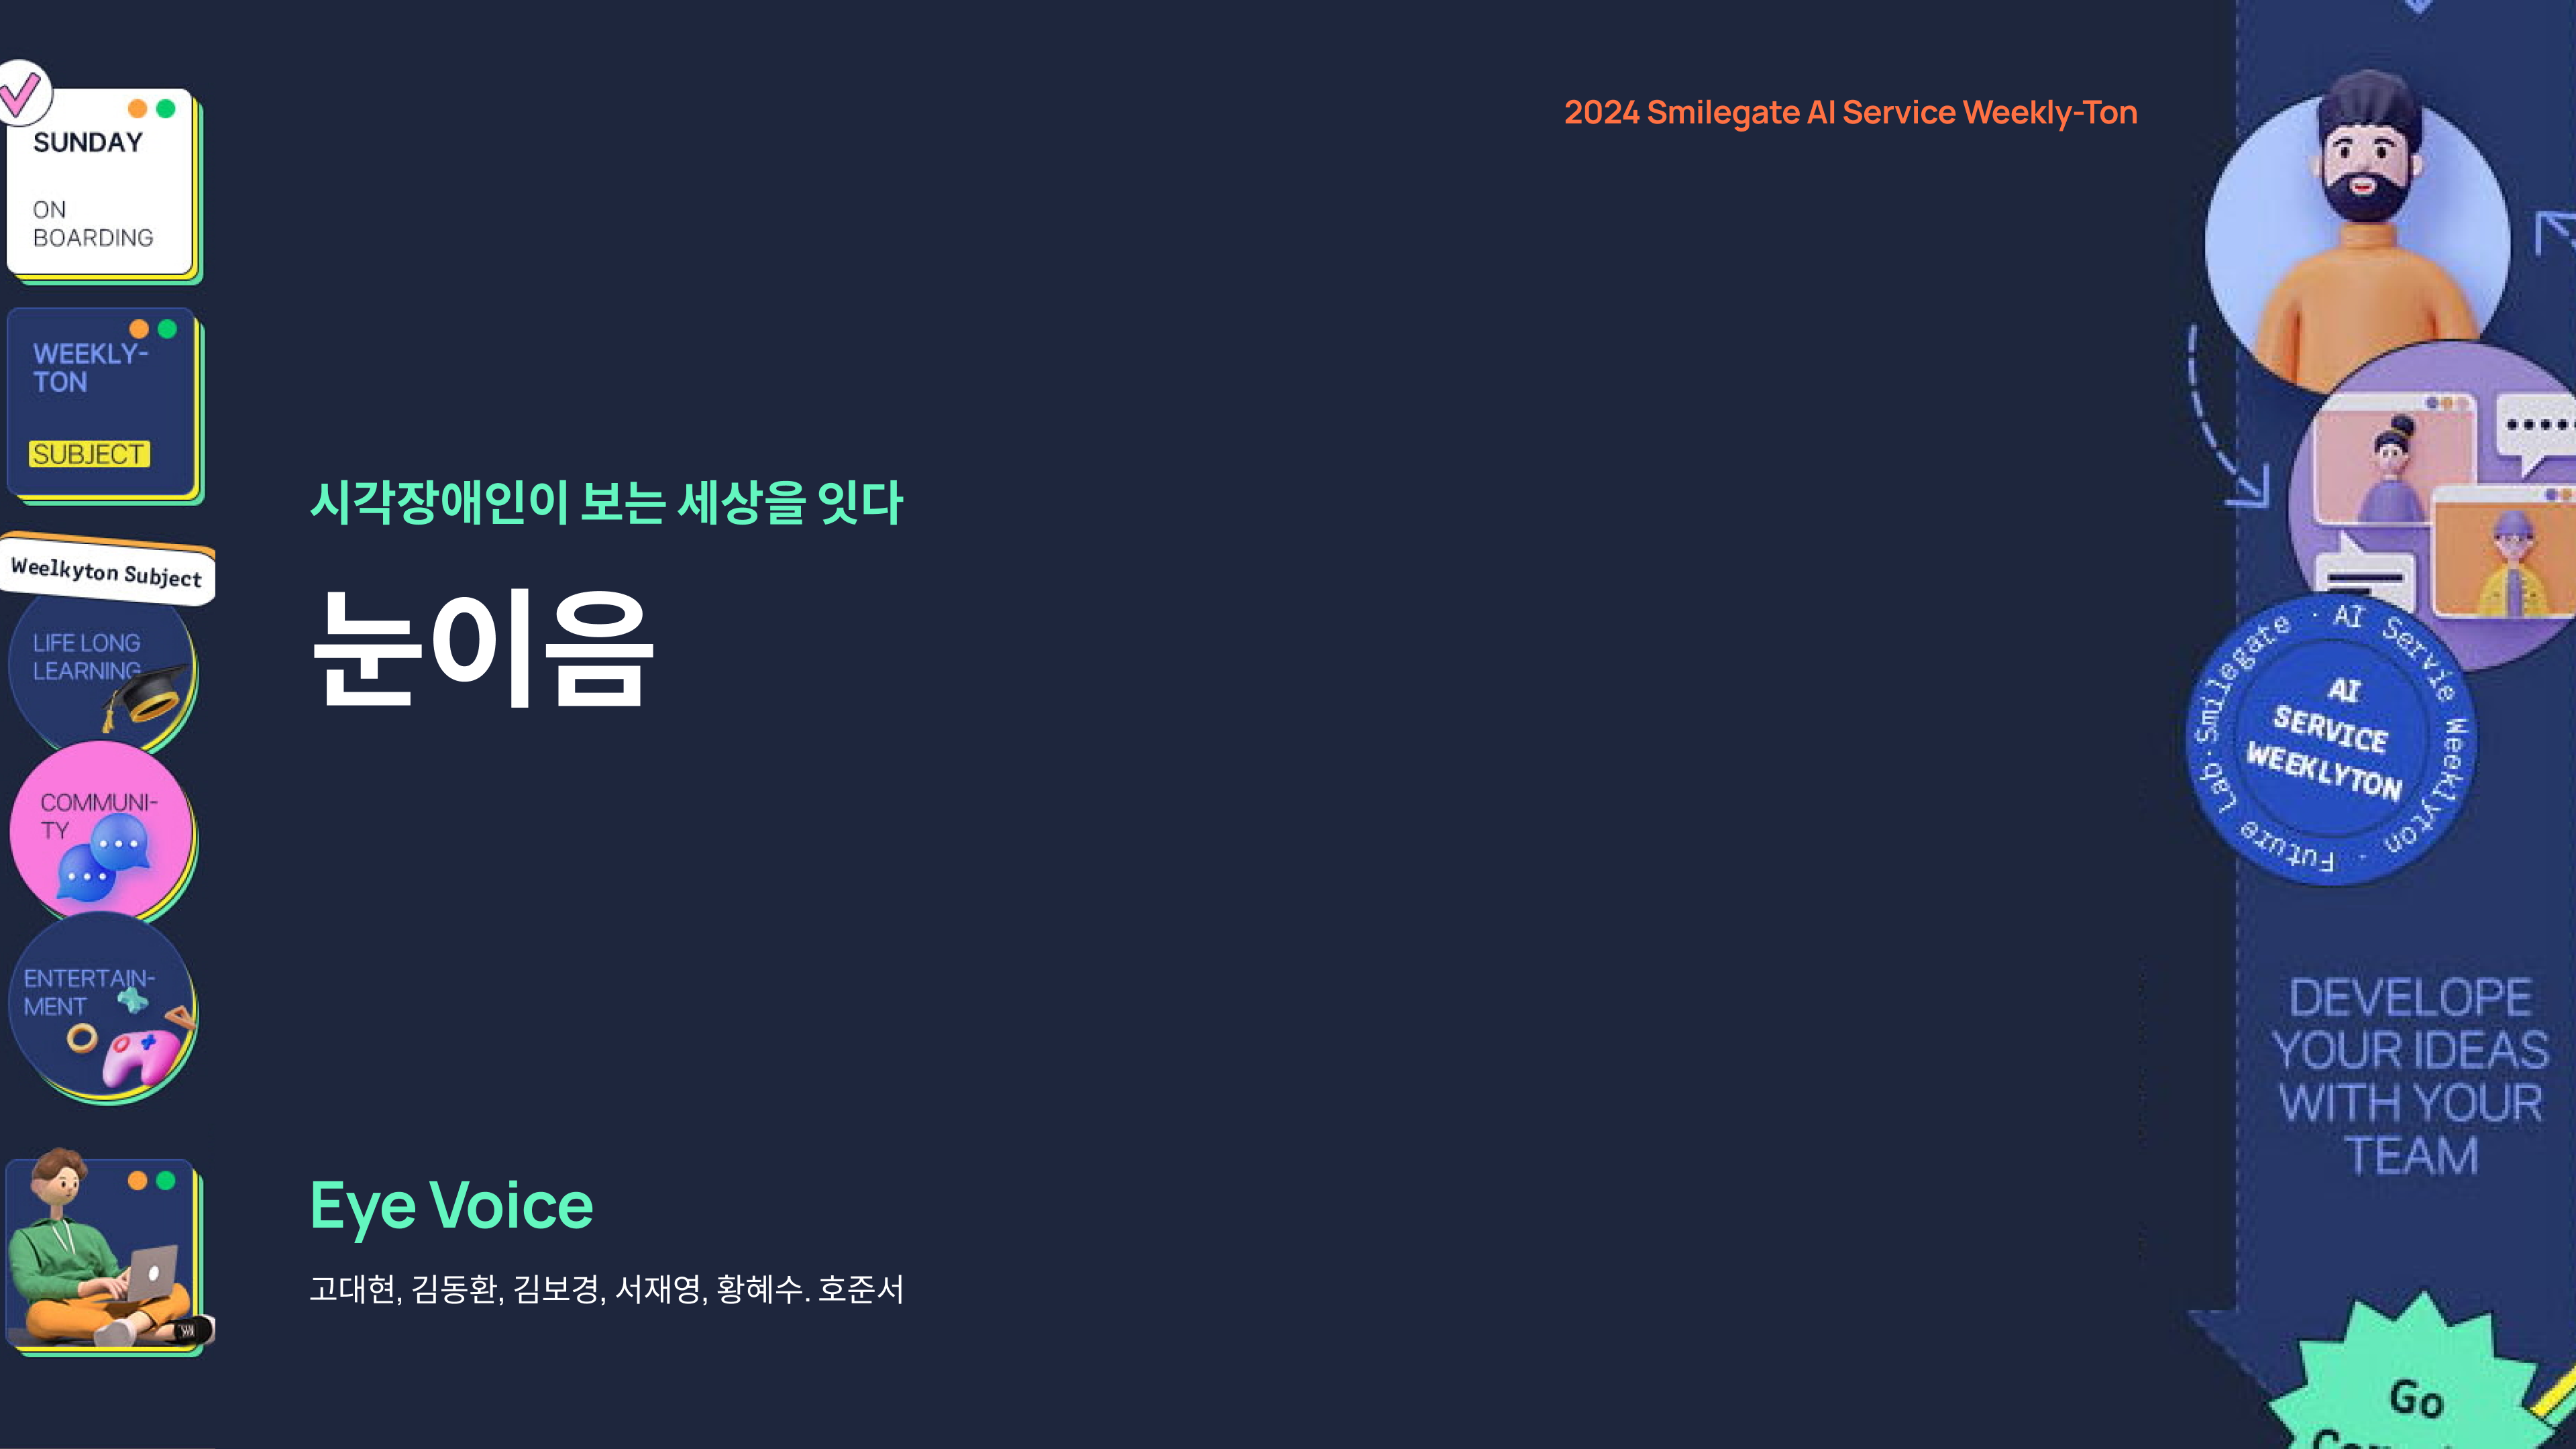 2024 Smilegate AI Service Weekly-Ton
SUNDAY
ON
BOARDING
WEEKLY-
TON
SUBJECT
Weelkyton Subject
LIFE LONG
LEARNING
COMMUNI-
TY
ENTERTAIN-
MENT
시각장애인이 보는 세상을 잇다
눈이음
Eye Voice
고대현, 김동환, 김보경, 서재영, 황혜수. 호준서
Smilegate · AI Servie Weeklyton · Future Lab ·
AI
SERVICE
WEEKLYTON
DEVELOPE
YOUR IDEAS
WITH YOUR
TEAM
Go